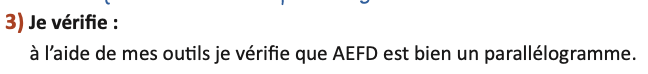 3) Je vérifie :
à l'aide de mes outils je vérifie que AEFD est bien un parallélogramme.